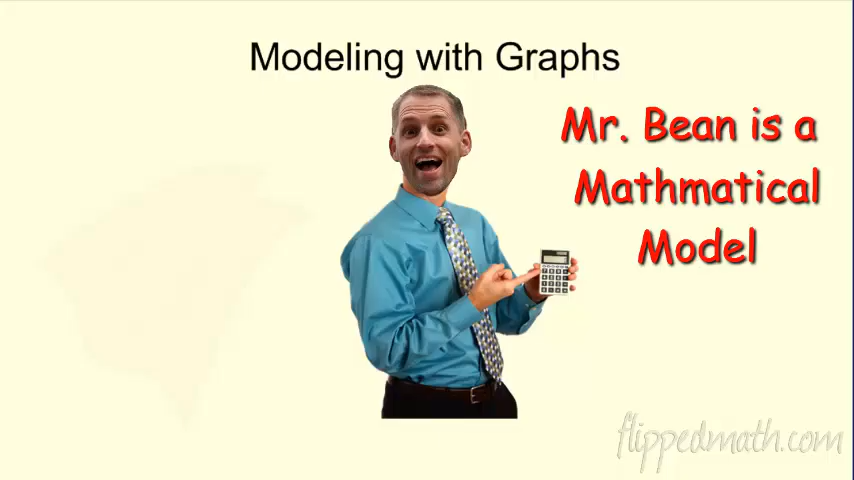 Modeling with Graphs
Mr. Bean is a
Mathmatical
Model
flippedmath.com